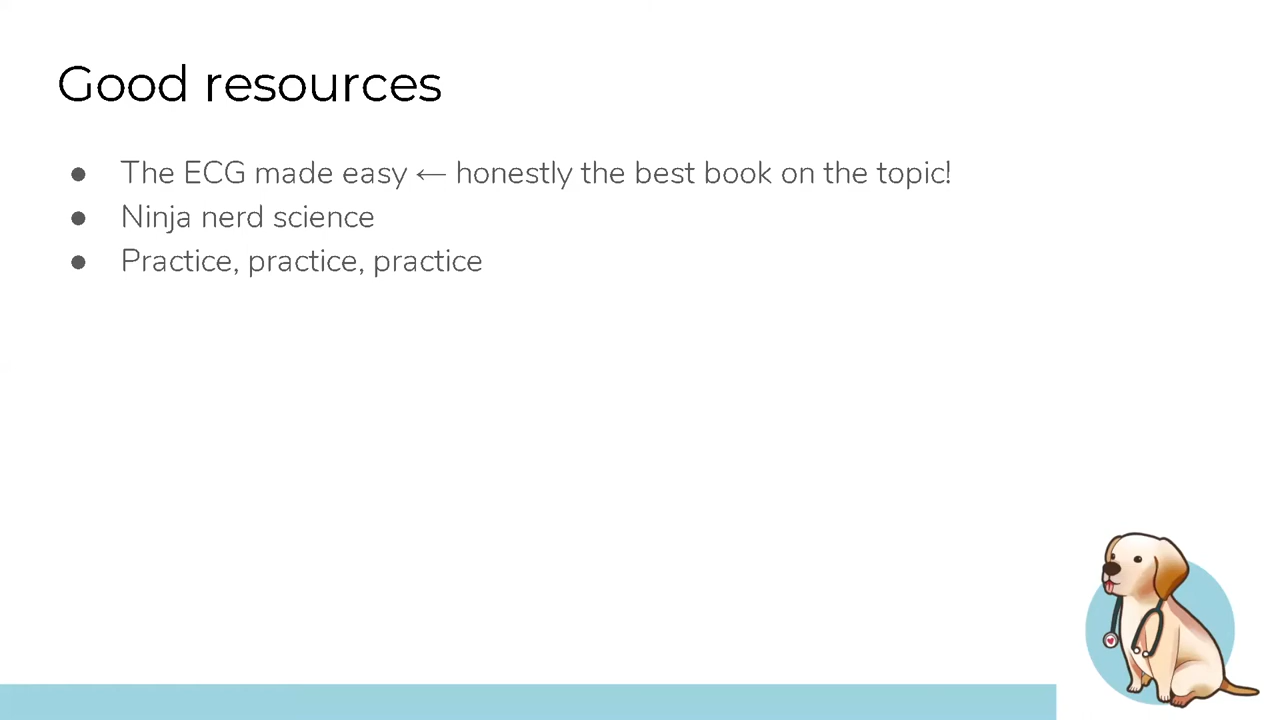 Good resources
● The ECG made easy ← honestly the best book on the topic!
● Ninja nerd science
● Practice, practice, practice